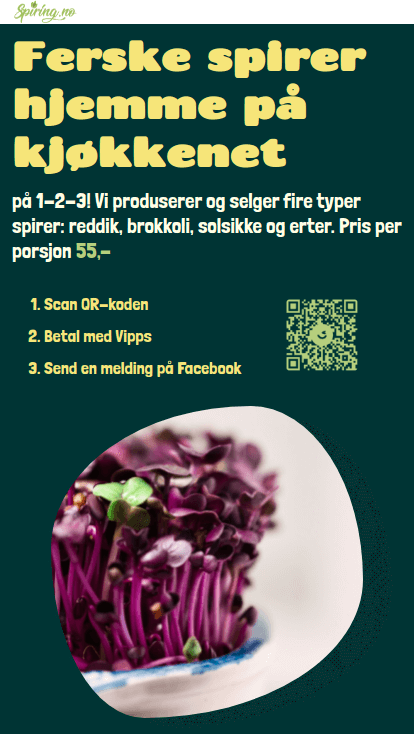 Spiring.no
Ferske spirer
hjemme på
kjøkkenet
på 1-2-3! Vi produserer og selger fire typer
spirer: reddik, brokkoli, solsikke og erter. Pris per
porsjon 55,-
1. Scan QR-koden
2. Betal med Vipps
3. Send en melding på Facebook